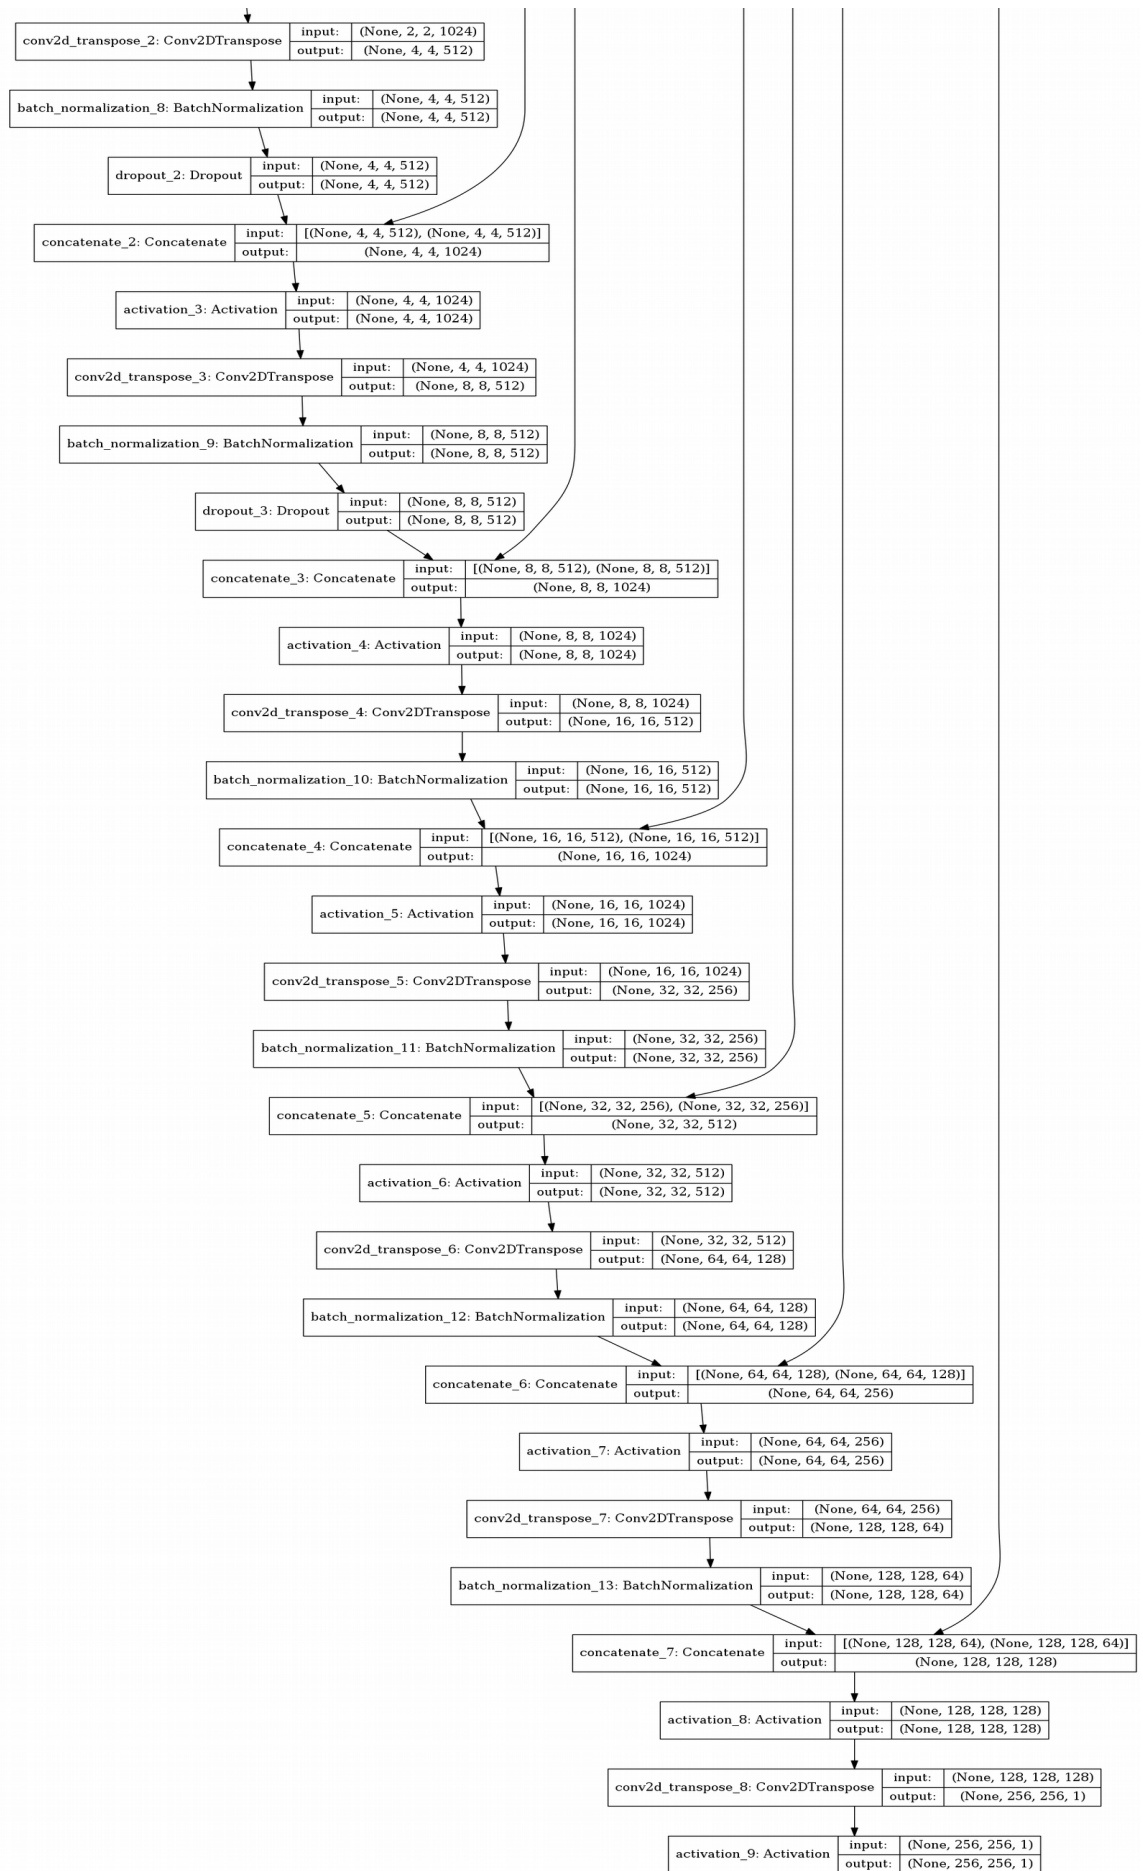 conv2d_transpose_2: Conv2DTranspose input: (None, 2, 2, 1024)
output: (None, 4, 4, 512)
batch_normalization_8: BatchNormalization input: (None, 4, 4, 512)
output: (None, 4, 4, 512)
dropout_2: Dropout input: (None, 4, 4, 512)
output: (None, 4, 4, 512)
concatenate_2: Concatenate input: [(None, 4, 4, 512), (None, 4, 4, 512)]
output: (None, 4, 4, 1024)
activation_3: Activation input: (None, 4, 4, 1024)
output: (None, 4, 4, 1024)
conv2d_transpose_3: Conv2DTranspose input: (None, 4, 4, 1024)
output: (None, 8, 8, 512)
batch_normalization_9: BatchNormalization input: (None, 8, 8, 512)
output: (None, 8, 8, 512)
dropout_3: Dropout input: (None, 8, 8, 512)
output: (None, 8, 8, 512)
concatenate_3: Concatenate input: [(None, 8, 8, 512), (None, 8, 8, 512)]
output: (None, 8, 8, 1024)
activation_4: Activation input: (None, 8, 8, 1024)
output: (None, 8, 8, 1024)
conv2d_transpose_4: Conv2DTranspose input: (None, 8, 8, 1024)
output: (None, 16, 16, 512)
batch_normalization_10: BatchNormalization input: (None, 16, 16, 512)
output: (None, 16, 16, 512)
concatenate_4: Concatenate input: [(None, 16, 16, 512), (None, 16, 16, 512)]
output: (None, 16, 16, 1024)
activation_5: Activation input: (None, 16, 16, 1024)
output: (None, 16, 16, 1024)
conv2d_transpose_5: Conv2DTranspose input: (None, 16, 16, 1024)
output: (None, 32, 32, 256)
batch_normalization_11: BatchNormalization input: (None, 32, 32, 256)
output: (None, 32, 32, 256)
concatenate_5: Concatenate input: [(None, 32, 32, 256), (None, 32, 32, 256)]
output: (None, 32, 32, 512)
activation_6: Activation input: (None, 32, 32, 512)
output: (None, 32, 32, 512)
conv2d_transpose_6: Conv2DTranspose input: (None, 32, 32, 512)
output: (None, 64, 64, 128)
batch_normalization_12: BatchNormalization input: (None, 64, 64, 128)
output: (None, 64, 64, 128)
concatenate_6: Concatenate input: [(None, 64, 64, 128), (None, 64, 64, 128)]
output: (None, 64, 64, 256)
activation_7: Activation input: (None, 64, 64, 256)
output: (None, 64, 64, 256)
conv2d_transpose_7: Conv2DTranspose input: (None, 64, 64, 256)
output: (None, 128, 128, 64)
batch_normalization_13: BatchNormalization input: (None, 128, 128, 64)
output: (None, 128, 128, 64)
concatenate_7: Concatenate input: [(None, 128, 128, 64), (None, 128, 128, 64)]
output: (None, 128, 128, 128)
activation_8: Activation input: (None, 128, 128, 128)
output: (None, 128, 128, 128)
conv2d_transpose_8: Conv2DTranspose input: (None, 128, 128, 128)
output: (None, 256, 256, 1)
activation_9: Activation input: (None, 256, 256, 1)
output: (None, 256, 256, 1)